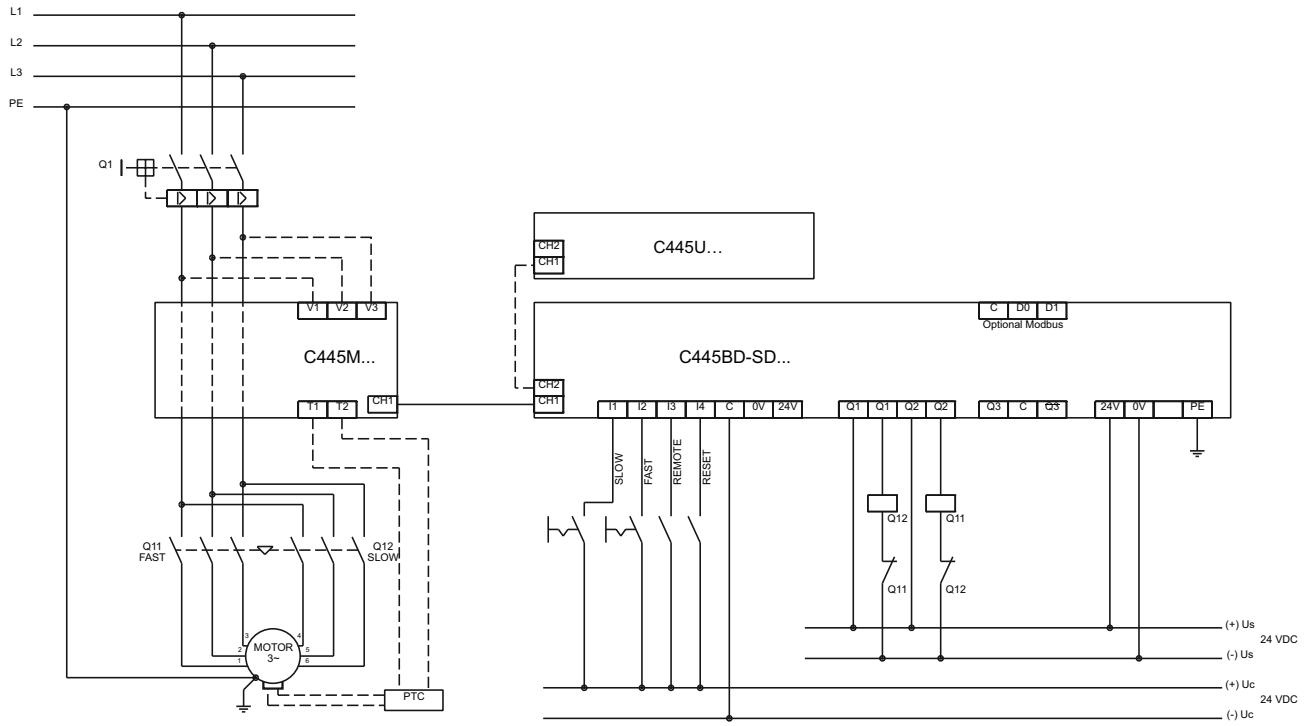 L1
L2
L3
PE
Q1
C445U...
CH2
CH1
V1 V2 V3
C D0 D1
Optional Modbus
C445M...
C445BD-SD...
CH2
CH1
CH1
T1 T2
I1 I2 I3 I4 C 0V 24V
Q1 Q1 Q2 Q2
Q3 C Q3
24V 0V PE
SLOW
FAST
REMOTE
RESET
Q12
Q11
Q11
FAST
Q12
SLOW
Q11
Q12
3 4
2 5
1 6
MOTOR
3~
PTC
(+) Us
24 VDC
(-) Us
(+) Uc
24 VDC
(-) Uc